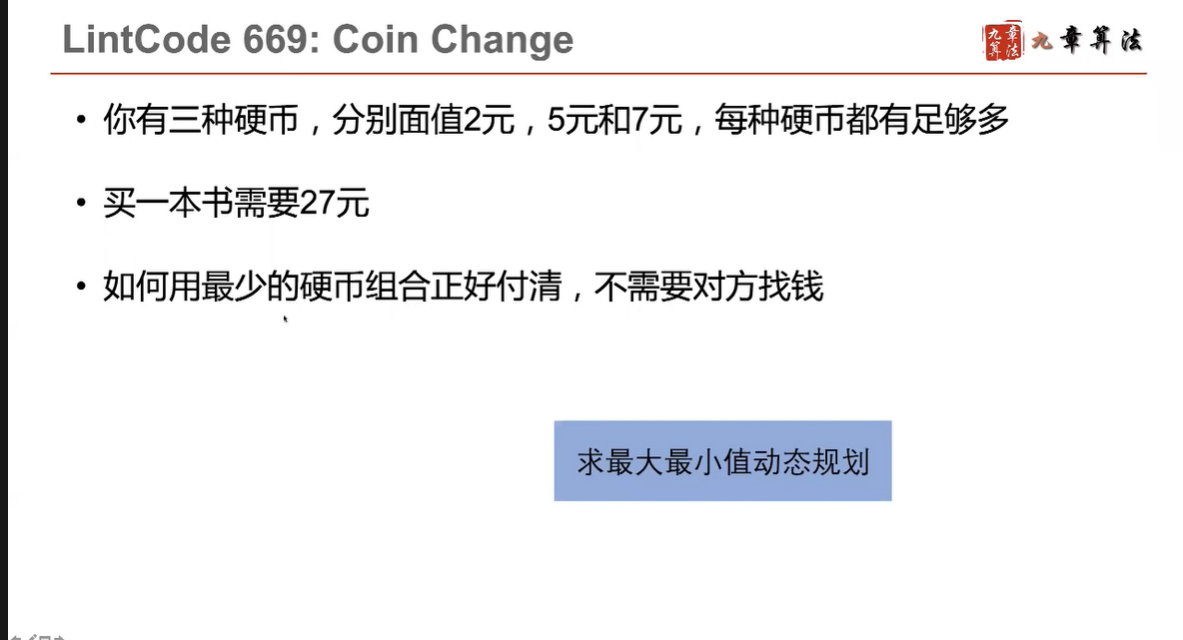 LintCode 669: Coin Change
九章算法 九章算法
• 你有三种硬币，分别面值2元，5元和7元，每种硬币都有足够多
• 买一本书需要27元
• 如何用最少的硬币组合正好付清，不需要对方找钱
求最大最小值动态规划